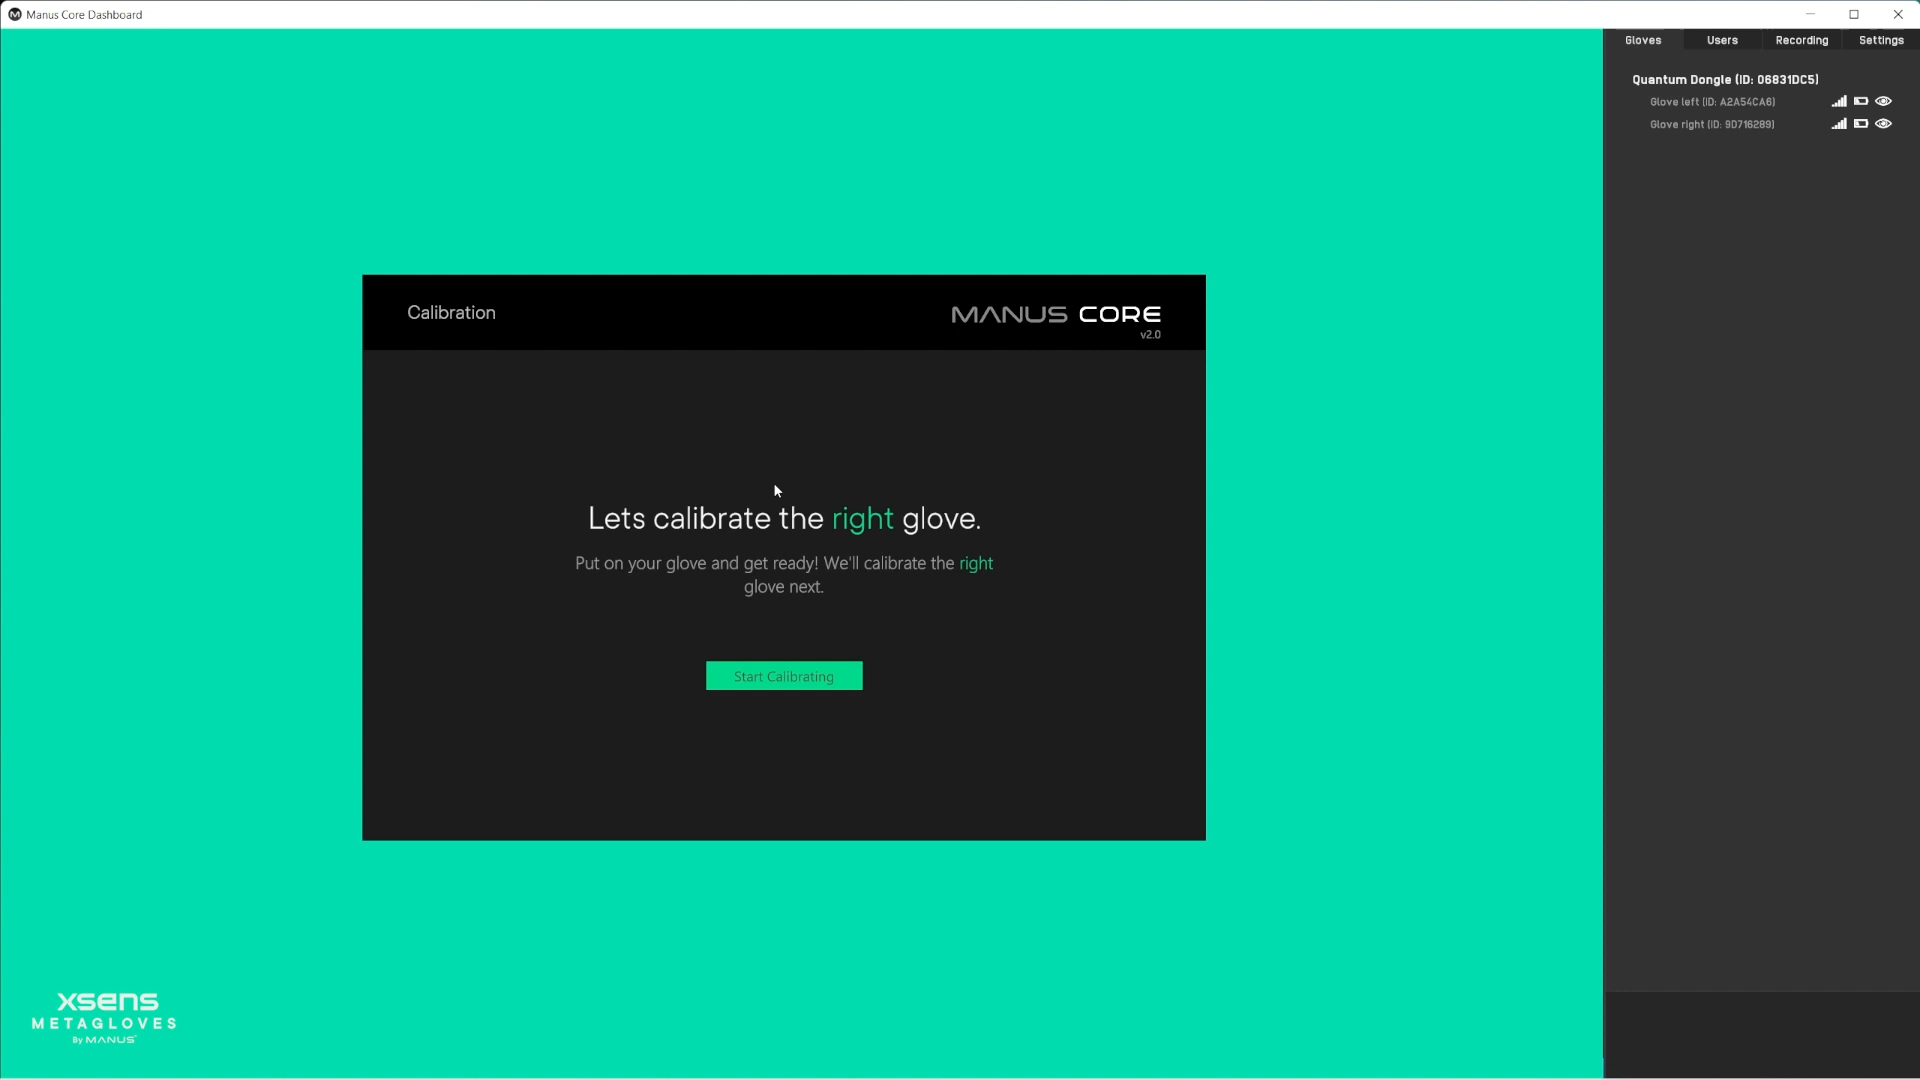 Manus Core Dashboard
Gloves Users Recording Settings
Quantum Dongle (ID: 06831DC5)
Glove left (ID: A2A54CA6)
Glove right (ID: 9D716289)
Calibration
MANUS CORE
v2.0
Lets calibrate the right glove.
Put on your glove and get ready! We'll calibrate the right
glove next.
Start Calibrating
xsens
METAGLOVES
By MANUS